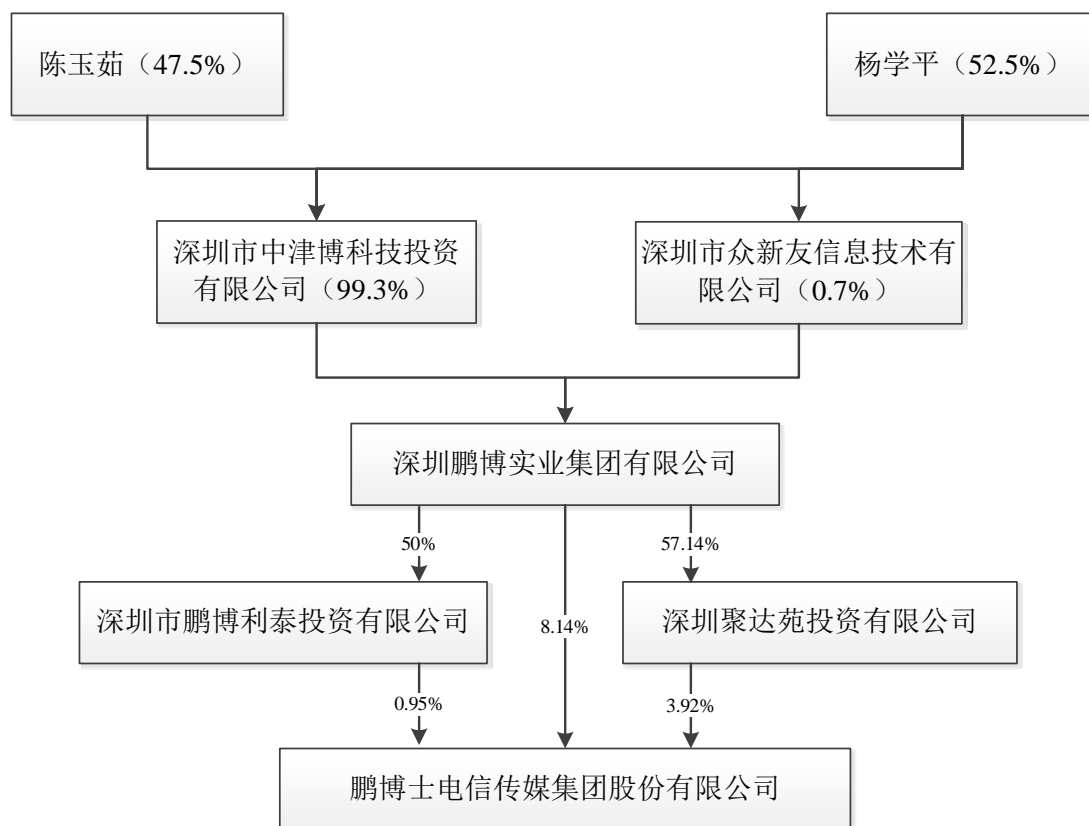 陈玉茹（47.5%）
杨学平（52.5%）
深圳市中津博科技投资
有限公司（99.3%）
深圳市众新友信息技术有
限公司（0.7%）
深圳鹏博实业集团有限公司
50%
57.14%
深圳市鹏博利泰投资有限公司
8.14%
深圳聚达苑投资有限公司
0.95%
3.92%
鹏博士电信传媒集团股份有限公司